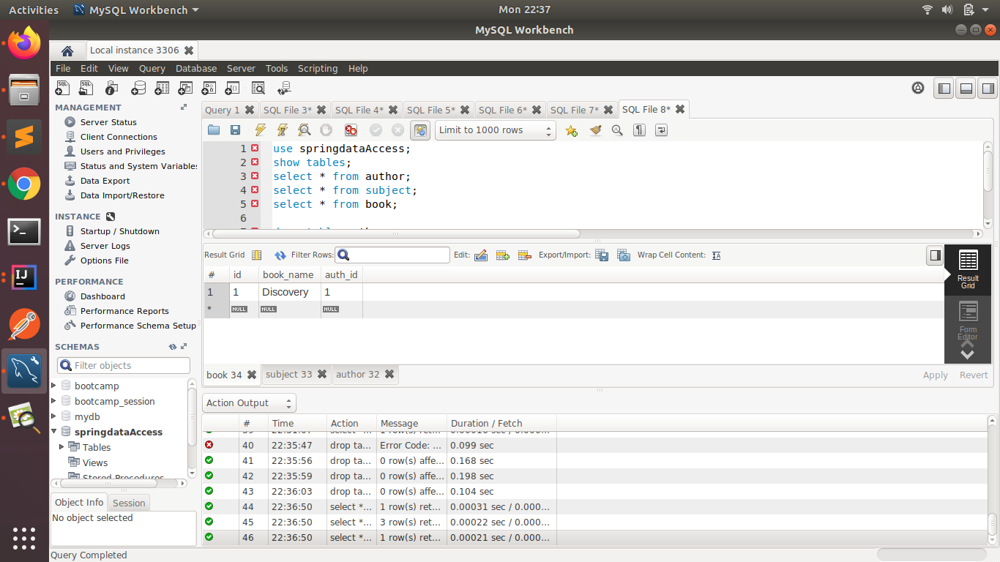 Activities MySQL Workbench Mon 22:37
MySQL Workbench
Local instance 3306
File Edit View Query Database Server Tools Scripting Help
MANAGEMENT
Server Status
Client Connections
Users and Privileges
Status and System Variables
Data Export
Data Import/Restore
INSTANCE
Startup / Shutdown
Server Logs
Options File
PERFORMANCE
Dashboard
Performance Reports
Performance Schema Setup
SCHEMAS
Filter objects
bootcamp
bootcamp_session
mydb
springdataAccess
Tables
Views
Stored Procedures
Object Info Session
No object selected
Query 1 SQL File 3* SQL File 4* SQL File 5* SQL File 6* SQL File 7* SQL File 8*
Limit to 1000 rows
1 use springdataAccess;
2 show tables;
3 select * from author;
4 select * from subject;
5 select * from book;
6
Result Grid Filter Rows: Edit: Export/Import: Wrap Cell Content:
# id book_name auth_id
1 1 Discovery 1
* NULL NULL NULL
Result
Grid
Form
Editor
book 34 subject 33 author 32 Apply Revert
Action Output
# Time Action Message Duration / Fetch
40 22:35:47 drop ta... Error Code: ... 0.099 sec
41 22:35:56 drop ta... 0 row(s) affe... 0.168 sec
42 22:35:59 drop ta... 0 row(s) affe... 0.198 sec
43 22:36:03 drop ta... 0 row(s) affe... 0.104 sec
44 22:36:50 select *... 1 row(s) ret... 0.00031 sec / 0.000...
45 22:36:50 select *... 3 row(s) ret... 0.00022 sec / 0.000...
46 22:36:50 select *... 1 row(s) ret... 0.00021 sec / 0.000...
Query Completed